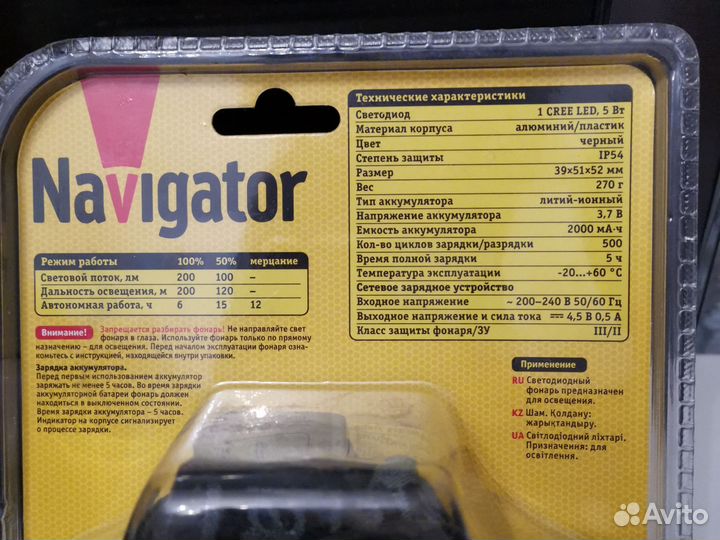 Navigator
Режим работы 100% 50% мерцание
Световой поток, лм 200 100 –
Дальность освещения, м 200 120 –
Автономная работа, ч 6 15 12
Внимание! Запрещается разбирать фонарь! Не направляйте свет
фонаря в глаза. Используйте фонарь только по прямому
назначению – для освещения. Перед началом эксплуатации фонаря озна-
комьтесь с инструкцией, находящейся внутри упаковки.
Зарядка аккумулятора.
Перед первым использованием аккумулятор
заряжать не менее 5 часов. Во время зарядки
аккумуляторной батареи фонарь должен
находиться в выключенном состоянии.
Время зарядки аккумулятора – 5 часов.
Индикатор на корпусе сигнализирует
о процессе зарядки.
Технические характеристики
Светодиод 1 CREE LED, 5 Вт
Материал корпуса алюминий/пластик
Цвет черный
Степень защиты IP54
Размер 39×51×52 мм
Вес 270 г
Тип аккумулятора литий-ионный
Напряжение аккумулятора 3,7 В
Емкость аккумулятора 2000 мА·ч
Кол-во циклов зарядки/разрядки 500
Время полной зарядки 5 ч
Температура эксплуатации -20...+60 °C
Сетевое зарядное устройство
Входное напряжение ~ 200–240 В 50/60 Гц
Выходное напряжение и сила тока ⎓ 4,5 В 0,5 А
Класс защиты фонаря/ЗУ III/II
Применение
RU Светодиодный
фонарь предназначен
для освещения.
KZ Шам. Қолдану:
жарықтандыру.
UA Світлодіодний ліхтарі.
Призначення: для
освітлення.
Avito